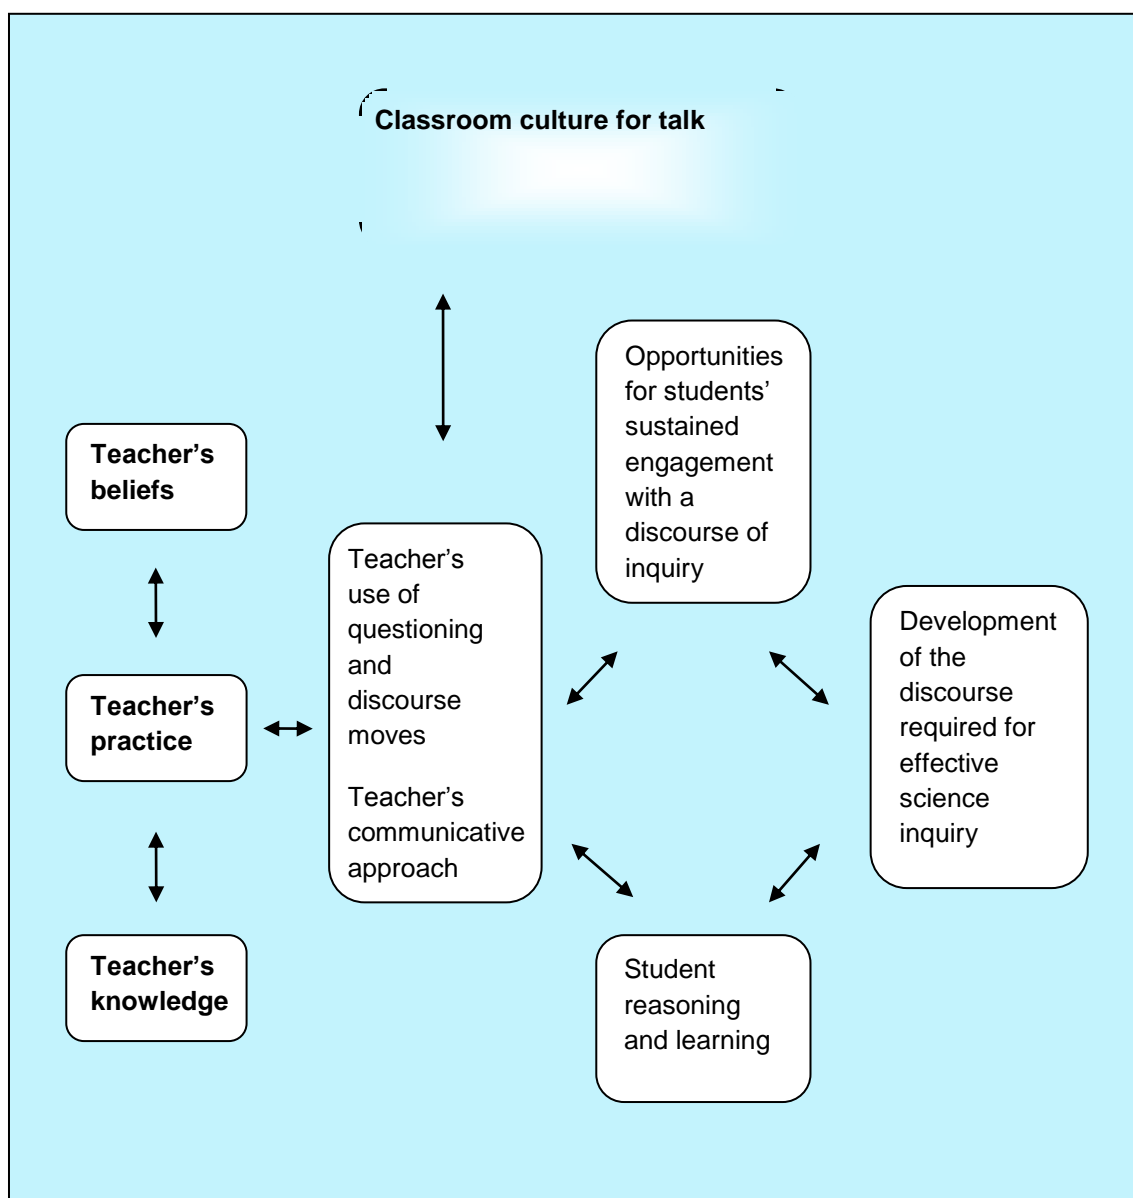 Classroom culture for talk
Opportunities
for students’
sustained
engagement
with a
discourse of
inquiry
Teacher’s
beliefs
Teacher’s
use of
questioning
and
discourse
moves
Teacher’s
communicative
approach
Development
of the
discourse
required for
effective
science
inquiry
Teacher’s
practice
Teacher’s
knowledge
Student
reasoning
and learning